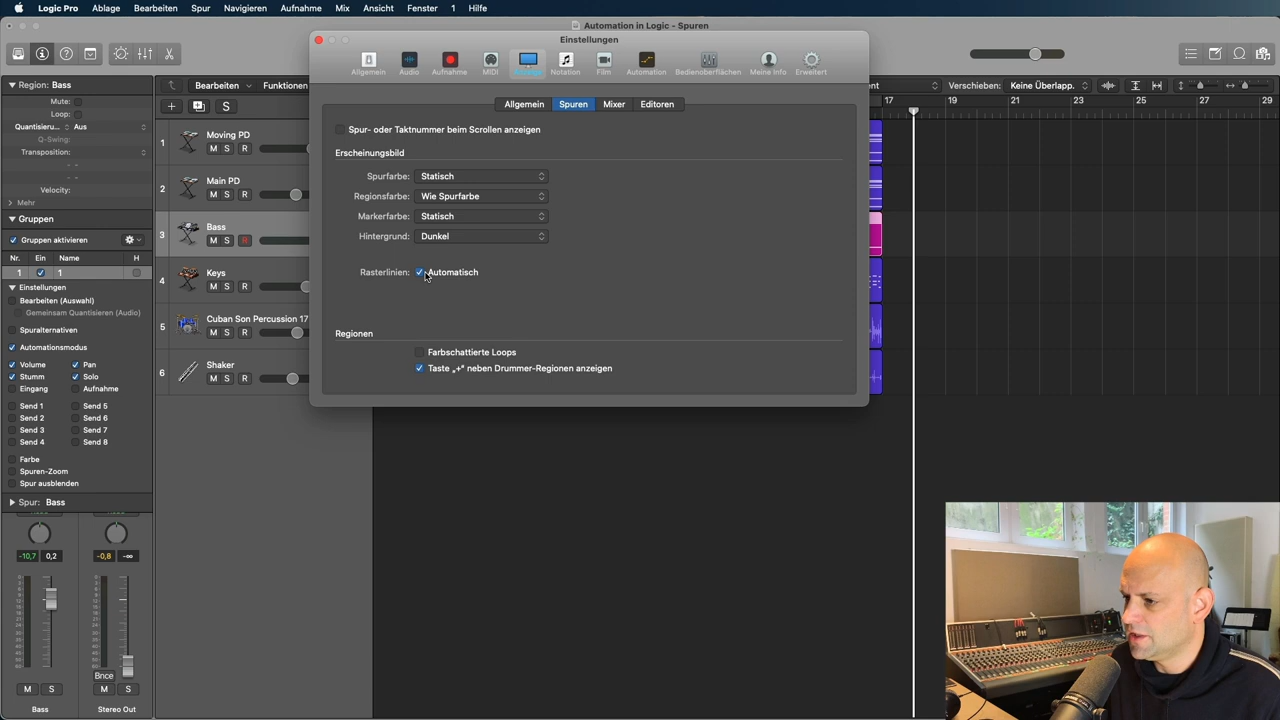 Logic Pro Ablage Bearbeiten Spur Navigieren Aufnahme Mix Ansicht Fenster 1 Hilfe
Automation in Logic - Spuren
Einstellungen
Allgemein Audio Aufnahme MIDI Anzeige Notation Film Automation Bedienoberflächen Meine Info Erweitert
Region: Bass
Mute:
Loop:
Quantisieru... Aus
Q-Swing:
Transposition:
Velocity:
Mehr
Gruppen
Gruppen aktivieren
Nr. Ein Name H
1 1
Einstellungen
Bearbeiten (Auswahl)
Gemeinsam Quantisieren (Audio)
Spuralternativen
Automationsmodus
Volume Pan
Stumm Solo
Eingang Aufnahme
Send 1 Send 5
Send 2 Send 6
Send 3 Send 7
Send 4 Send 8
Farbe
Spuren-Zoom
Spur ausblenden
Spur: Bass
-10,7 0,2 -0,8 -∞
Bnce
M S M S
Bass Stereo Out
Bearbeiten Funktionen
S
1 Moving PD
M S R
2 Main PD
M S R
3 Bass
M S R
4 Keys
M S R
5 Cuban Son Percussion 17
M S R
6 Shaker
M S R
Allgemein Spuren Mixer Editoren
Spur- oder Taktnummer beim Scrollen anzeigen
Erscheinungsbild
Spurfarbe: Statisch
Regionsfarbe: Wie Spurfarbe
Markerfarbe: Statisch
Hintergrund: Dunkel
Rasterlinien: Automatisch
Regionen
Farbschattierte Loops
Taste „+“ neben Drummer-Regionen anzeigen
Verschieben: Keine Überlapp.
17 19 21 23 25 27 29